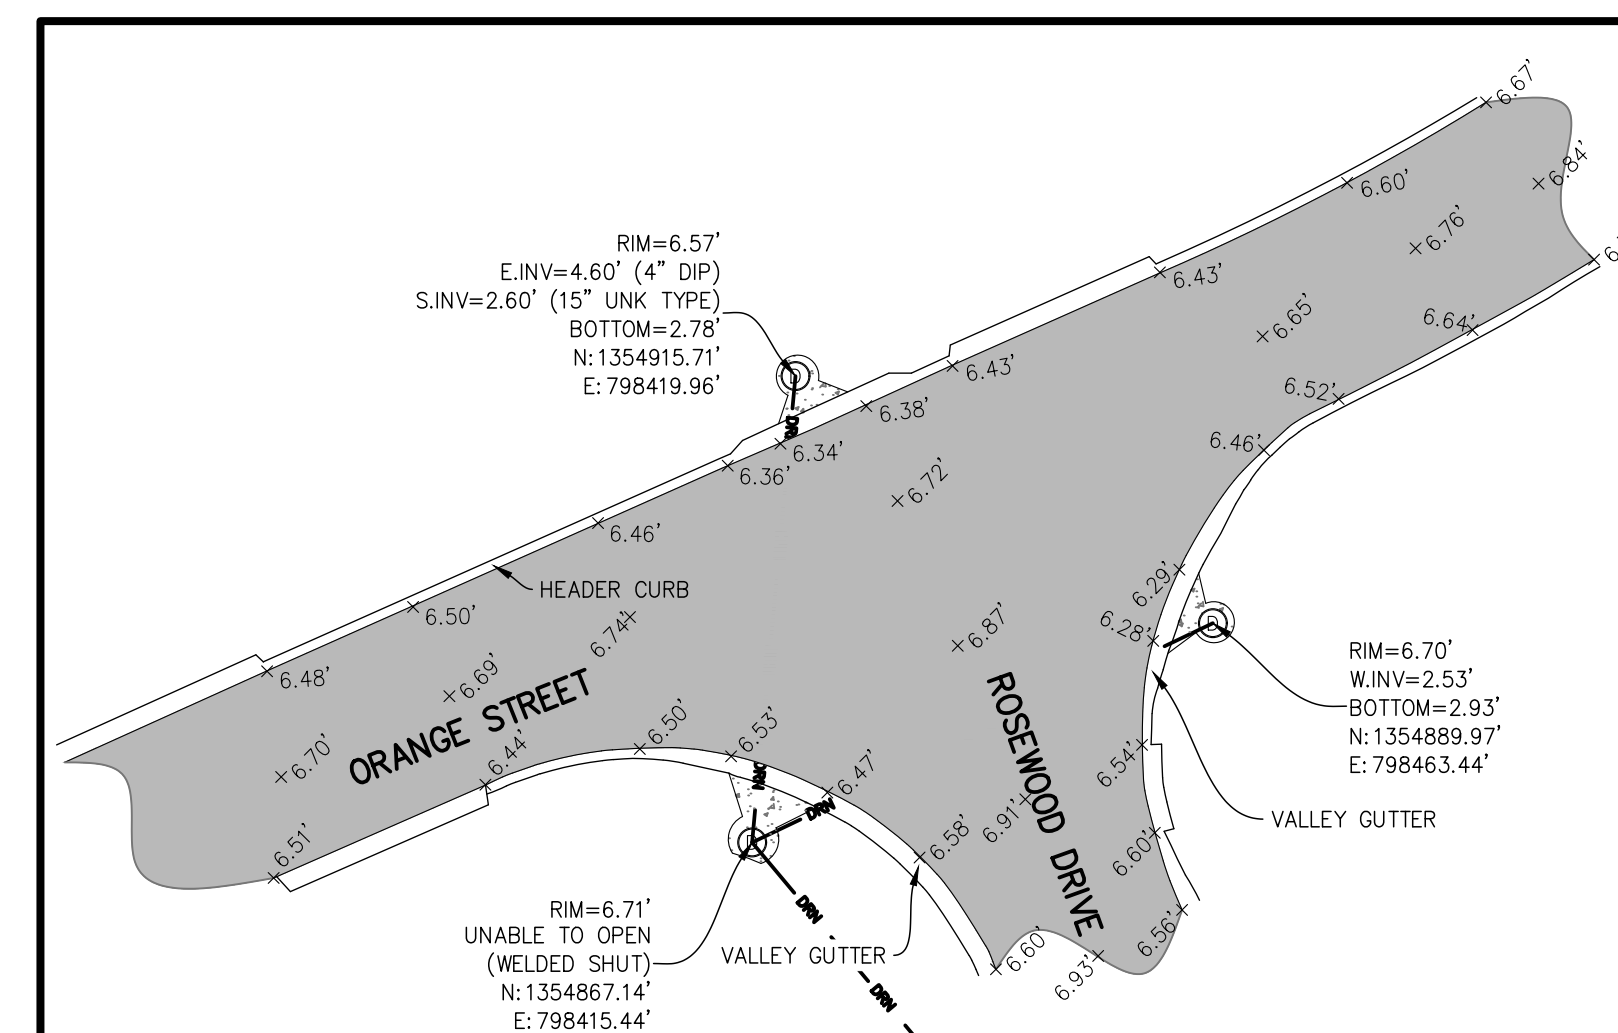 6.67'
6.84'
6.60'
6.76'
RIM=6.57'
E.INV=4.60' (4" DIP)
S.INV=2.60' (15" UNK TYPE)
BOTTOM=2.78'
N:1354915.71'
E:798419.96'
D
6.43'
6.65'
6.64'
6.43'
6.52'
6.38'
DRN
6.34'
6.46'
6.36'
6.72'
6.46'
HEADER CURB
6.50'
6.74'
6.29'
6.28'
6.87'
D
RIM=6.70'
W.INV=2.53'
BOTTOM=2.93'
N:1354889.97'
E:798463.44'
6.48'
6.69'
ORANGE STREET
ROSEWOOD DRIVE
6.50'
6.53'
6.44'
6.70'
6.54'
DRN
6.47'
DRN
6.91'
VALLEY GUTTER
6.51'
6.58'
6.60'
D
RIM=6.71'
UNABLE TO OPEN
(WELDED SHUT)
N:1354867.14'
E:798415.44'
DRN
VALLEY GUTTER
6.60'
6.93'
6.56'
DRN